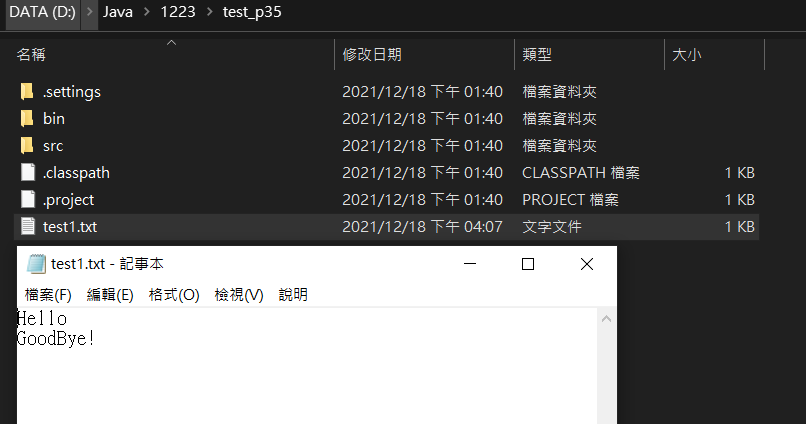 DATA (D:) Java 1223 test_p35
名稱 修改日期 類型 大小
.settings 2021/12/18 下午 01:40 檔案資料夾
bin 2021/12/18 下午 01:40 檔案資料夾
src 2021/12/18 下午 01:40 檔案資料夾
.classpath 2021/12/18 下午 01:40 CLASSPATH 檔案 1 KB
.project 2021/12/18 下午 01:40 PROJECT 檔案 1 KB
test1.txt 2021/12/18 下午 04:07 文字文件 1 KB
test1.txt - 記事本
檔案(F) 編輯(E) 格式(O) 檢視(V) 說明
Hello
GoodBye!